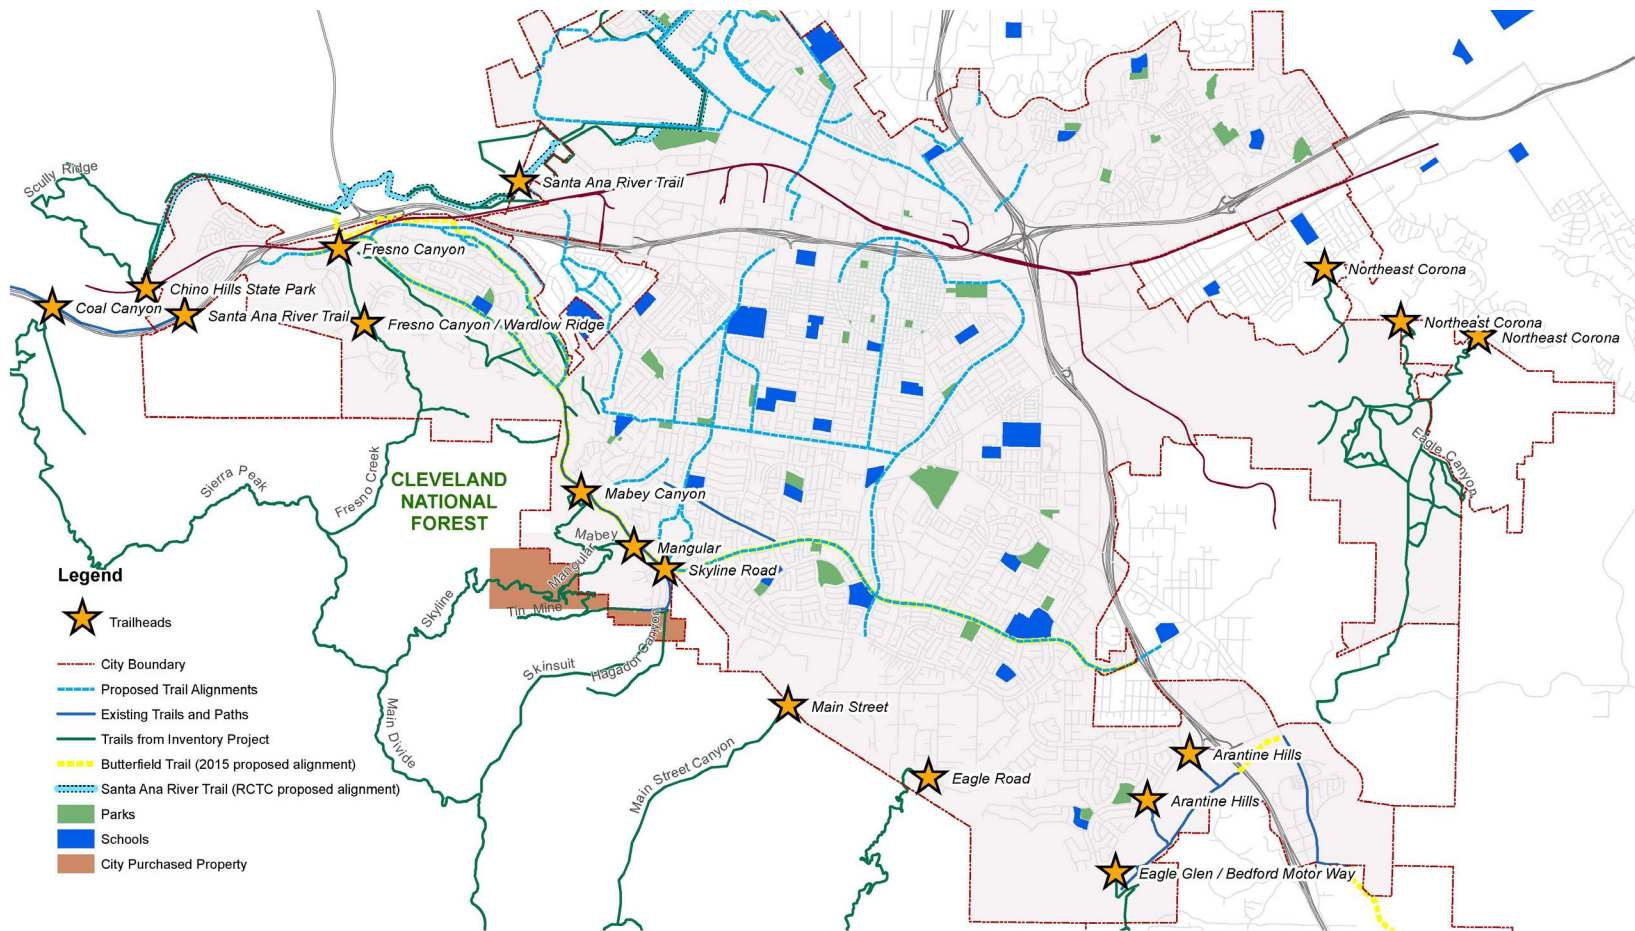 Scully Ridge
Santa Ana River Trail
Fresno Canyon
Chino Hills State Park
Coal Canyon
Santa Ana River Trail
Fresno Canyon / Wardlow Ridge
Northeast Corona
Northeast Corona
Northeast Corona
Eagle Canyon
Sierra Peak
Fresno Creek
CLEVELAND
NATIONAL
FOREST
Mabey Canyon
Mabey
Mangular
Mangular
Skyline Road
Skyline
Tin Mine
Hagador Canyon
Skinsuit
Main Divide
Main Street
Main Street Canyon
Eagle Road
Arantine Hills
Arantine Hills
Eagle Glen / Bedford Motor Way
Legend
Trailheads
City Boundary
Proposed Trail Alignments
Existing Trails and Paths
Trails from Inventory Project
Butterfield Trail (2015 proposed alignment)
Santa Ana River Trail (RCTC proposed alignment)
Parks
Schools
City Purchased Property